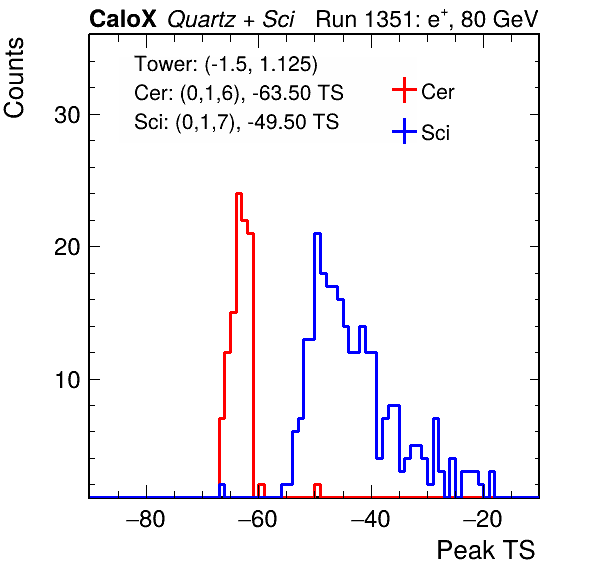 CaloX Quartz + Sci Run 1351: e⁺, 80 GeV
Counts
Tower: (-1.5, 1.125)
Cer: (0,1,6), -63.50 TS
Sci: (0,1,7), -49.50 TS
Cer
Sci
30
20
10
−80 −60 −40 −20
Peak TS